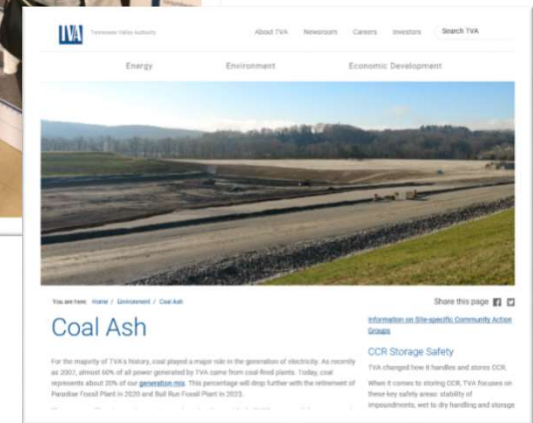 TVA
Tennessee Valley Authority
About TVA Newsroom Careers Investors Search TVA
Energy Environment Economic Development
You are here: Home / Environment / Coal Ash
Share this page
Coal Ash
For the majority of TVA's history, coal played a major role in the generation of electricity. As recently
as 2007, almost 60% of all power generated by TVA came from coal-fired plants. Today, coal
represents about 20% of our generation mix. This percentage will drop further with the retirement of
Paradise Fossil Plant in 2020 and Bull Run Fossil Plant in 2023.
Information on Site-specific Community Action
Groups
CCR Storage Safety
TVA changed how it handles and stores CCR.
When it comes to storing CCR, TVA focuses on
these key safety areas: stability of
impoundments, wet to dry handling and storage